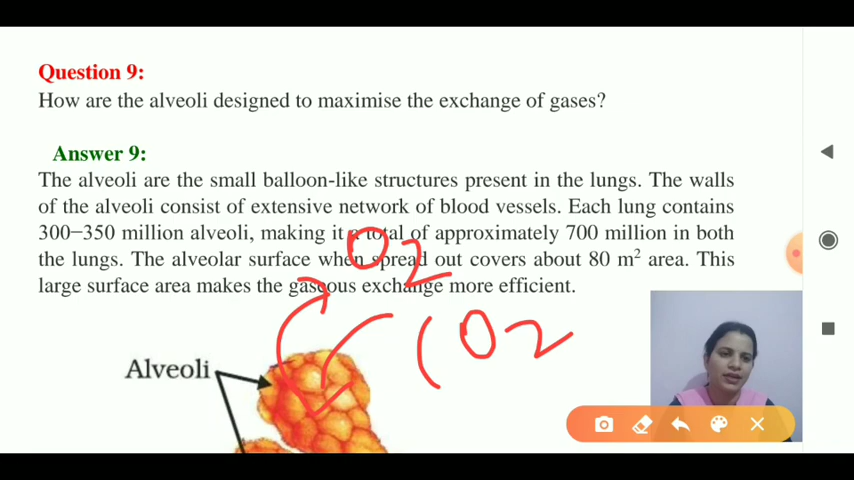 Question 9:
How are the alveoli designed to maximise the exchange of gases?
Answer 9:
The alveoli are the small balloon-like structures present in the lungs. The walls
of the alveoli consist of extensive network of blood vessels. Each lung contains
300−350 million alveoli, making it a total of approximately 700 million in both
the lungs. The alveolar surface when spread out covers about 80 m² area. This
large surface area makes the gaseous exchange more efficient.
O2
CO2
Alveoli